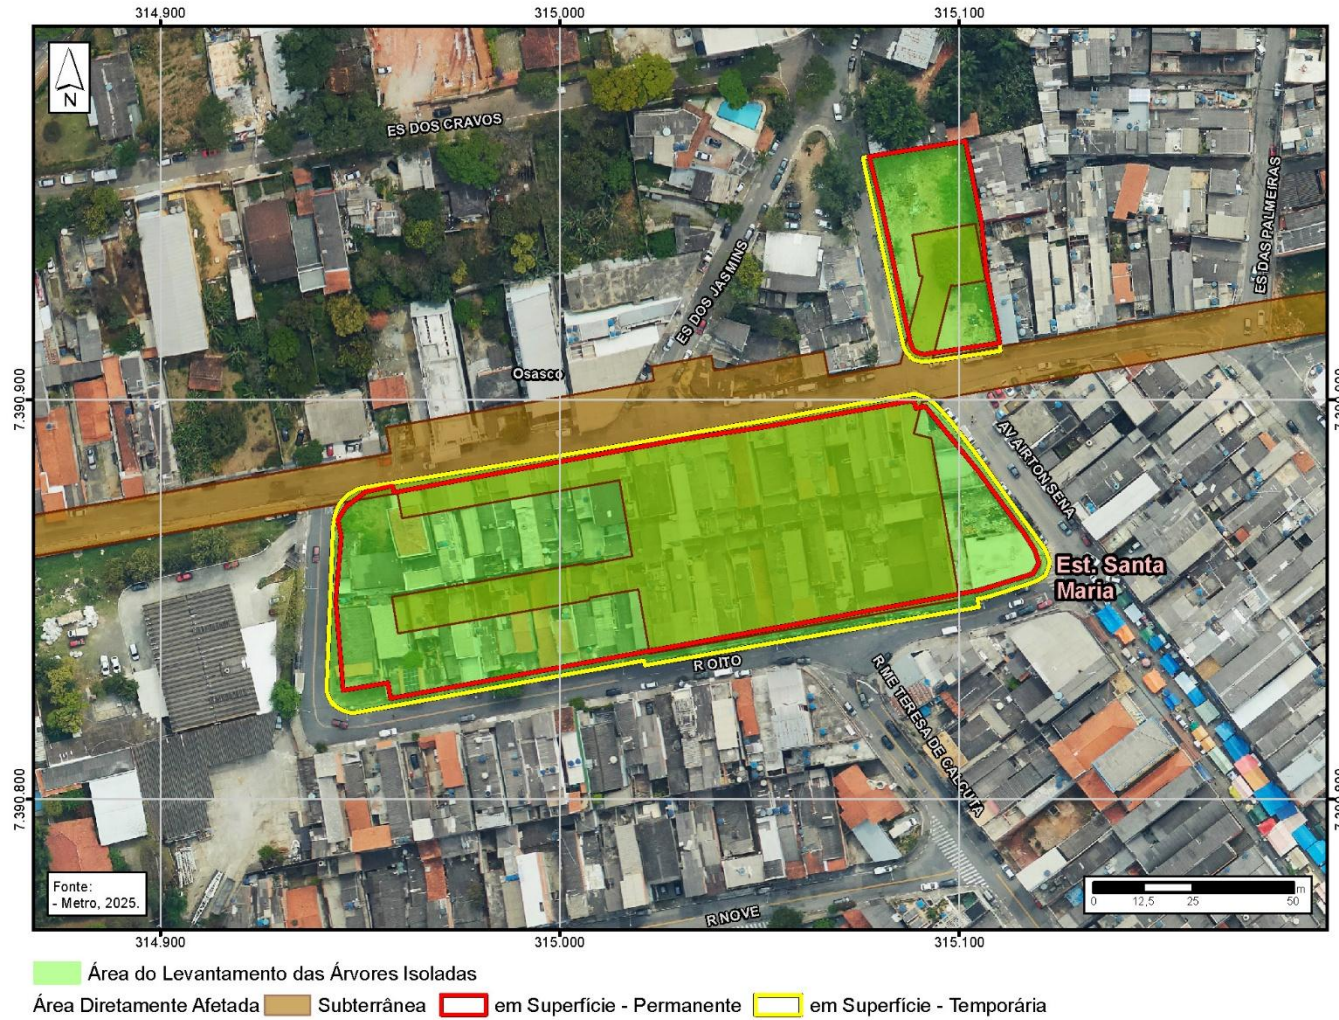 314.900
315.000
315.100
N
ES DOS CRAVOS
ES DOS JASMINS
ES DAS PALMEIRAS
Osasco
7.390.900
AV AIRTON SENA
Est. Santa
Maria
R OITO
R ME TERESA DE CALCUTA
7.390.800
Fonte:
- Metro, 2025.
R NOVE
m
0 12,5 25 50
314.900
315.000
315.100
Área do Levantamento das Árvores Isoladas
Área Diretamente Afetada Subterrânea em Superfície - Permanente em Superfície - Temporária